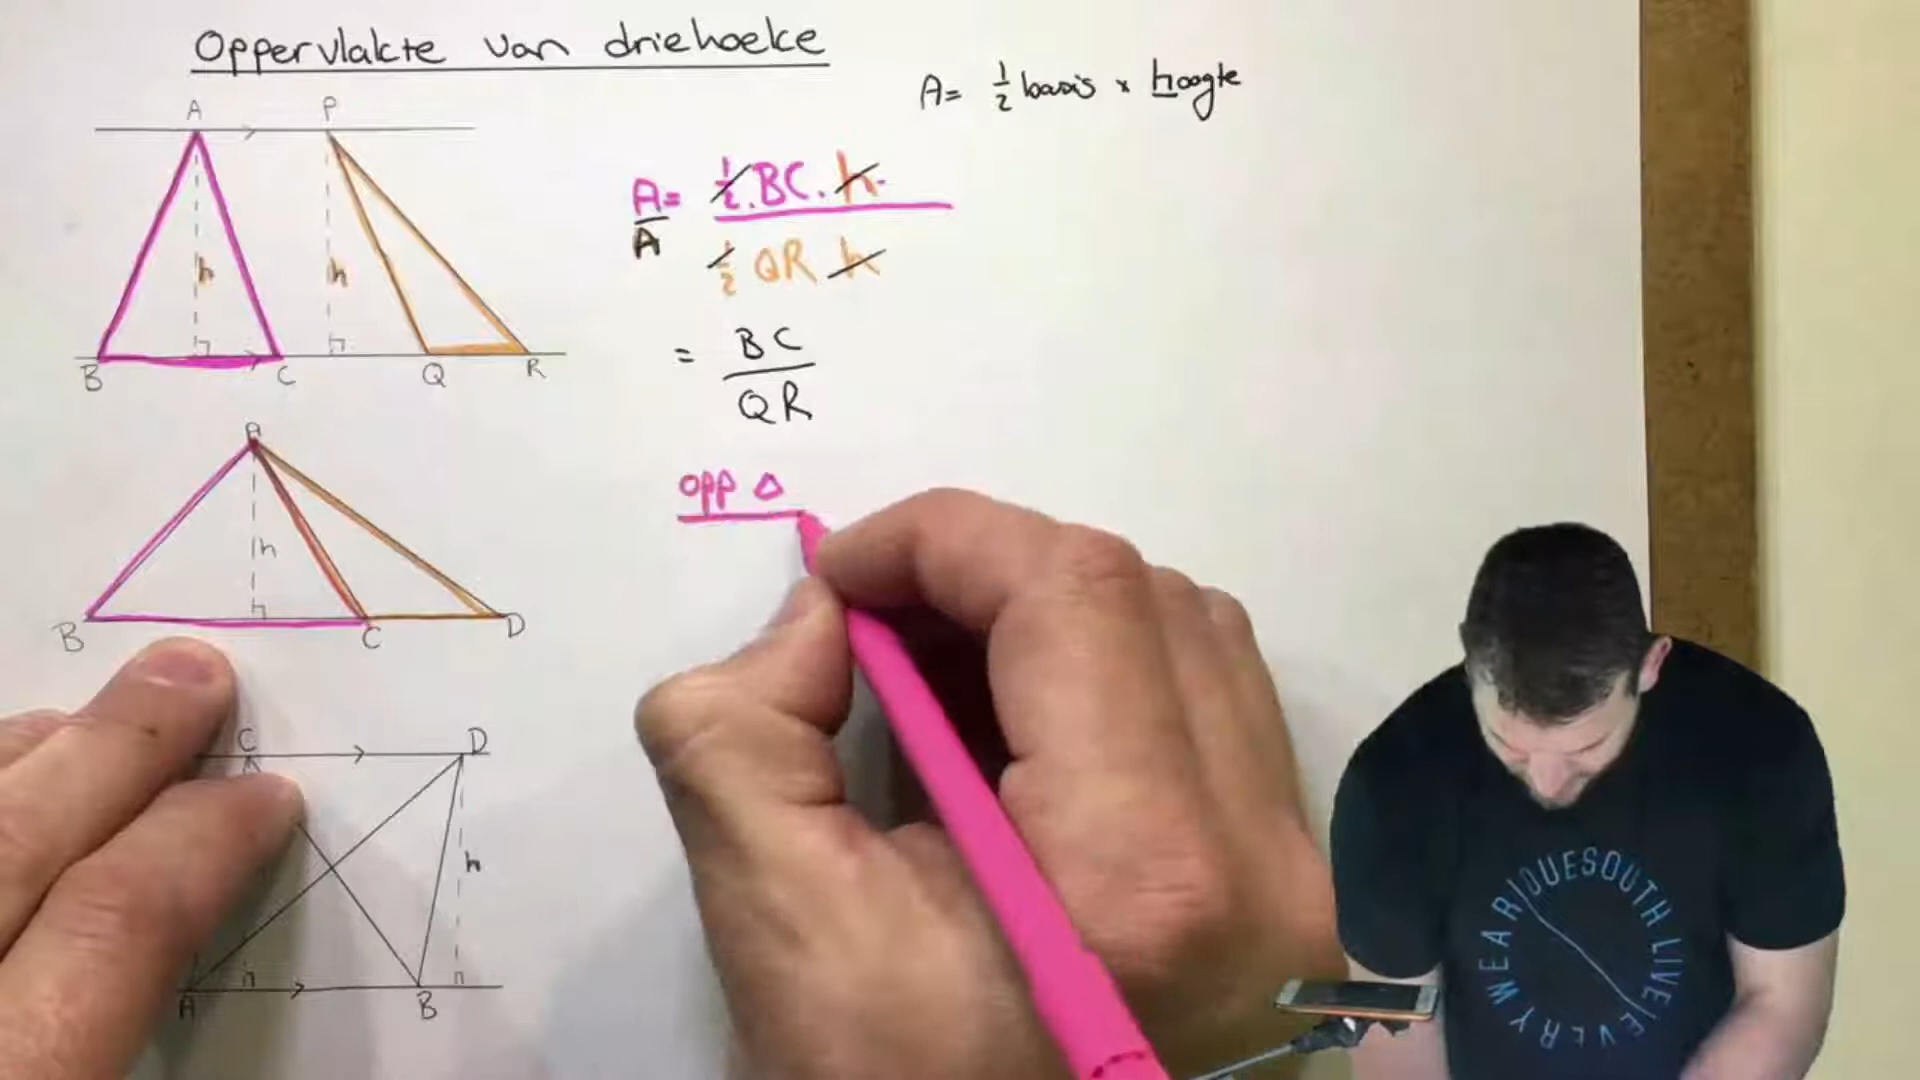 Oppervlakte van driehoeke
A= 1/2 basis × hoogte
A P
A= 1/2.BC.h.
A 1/2 QR h
h h
B C Q R
= BC
QR
A
opp Δ
h
B C D
C D
h
h
A B
WEAR IQUESOUTH LIVE EVERY